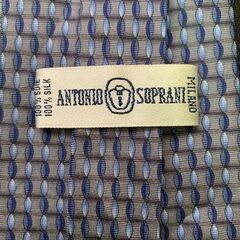 100% SOIE
100% SILK
ANTONIO SOPRANI
MILANO